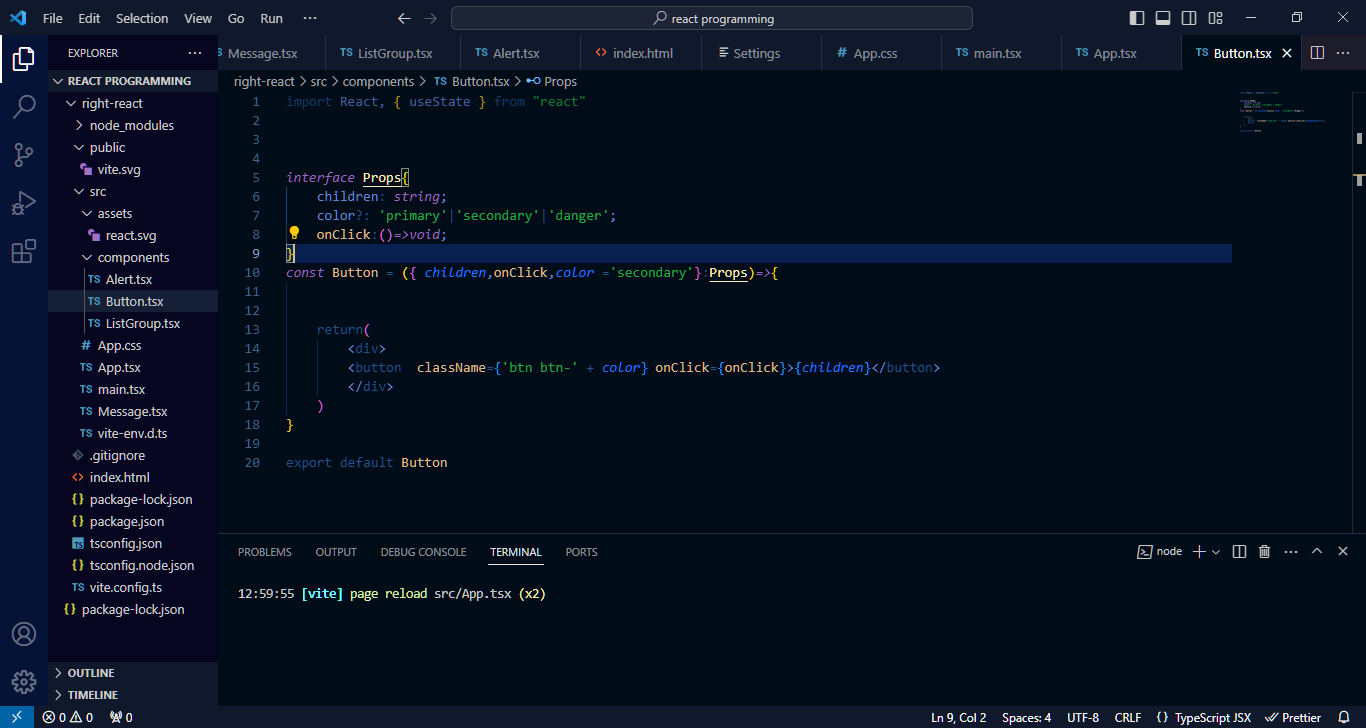 File Edit Selection View Go Run ···
react programming
EXPLORER ···
REACT PROGRAMMING
right-react
node_modules
public
vite.svg
src
assets
react.svg
components
TS Alert.tsx
TS Button.tsx
TS ListGroup.tsx
# App.css
TS App.tsx
TS main.tsx
TS Message.tsx
TS vite-env.d.ts
.gitignore
<> index.html
{} package-lock.json
{} package.json
TS tsconfig.json
{} tsconfig.node.json
TS vite.config.ts
{} package-lock.json
OUTLINE
TIMELINE
TS Message.tsx TS ListGroup.tsx TS Alert.tsx <> index.html Settings # App.css TS main.tsx TS App.tsx TS Button.tsx
right-react > src > components > TS Button.tsx > Props
1 import React, { useState } from "react"
2
3
4
5 interface Props{
6 children: string;
7 color?: 'primary'|'secondary'|'danger';
8 onClick:()=>void;
9 }
10 const Button = ({ children,onClick,color ='secondary'}:Props)=>{
11
12
13 return(
14 <div>
15 <button className={'btn btn-' + color} onClick={onClick}>{children}</button>
16 </div>
17 )
18 }
19
20 export default Button
PROBLEMS OUTPUT DEBUG CONSOLE TERMINAL PORTS
node
12:59:55 [vite] page reload src/App.tsx (x2)
0 0 0
Ln 9, Col 2 Spaces: 4 UTF-8 CRLF {} TypeScript JSX Prettier